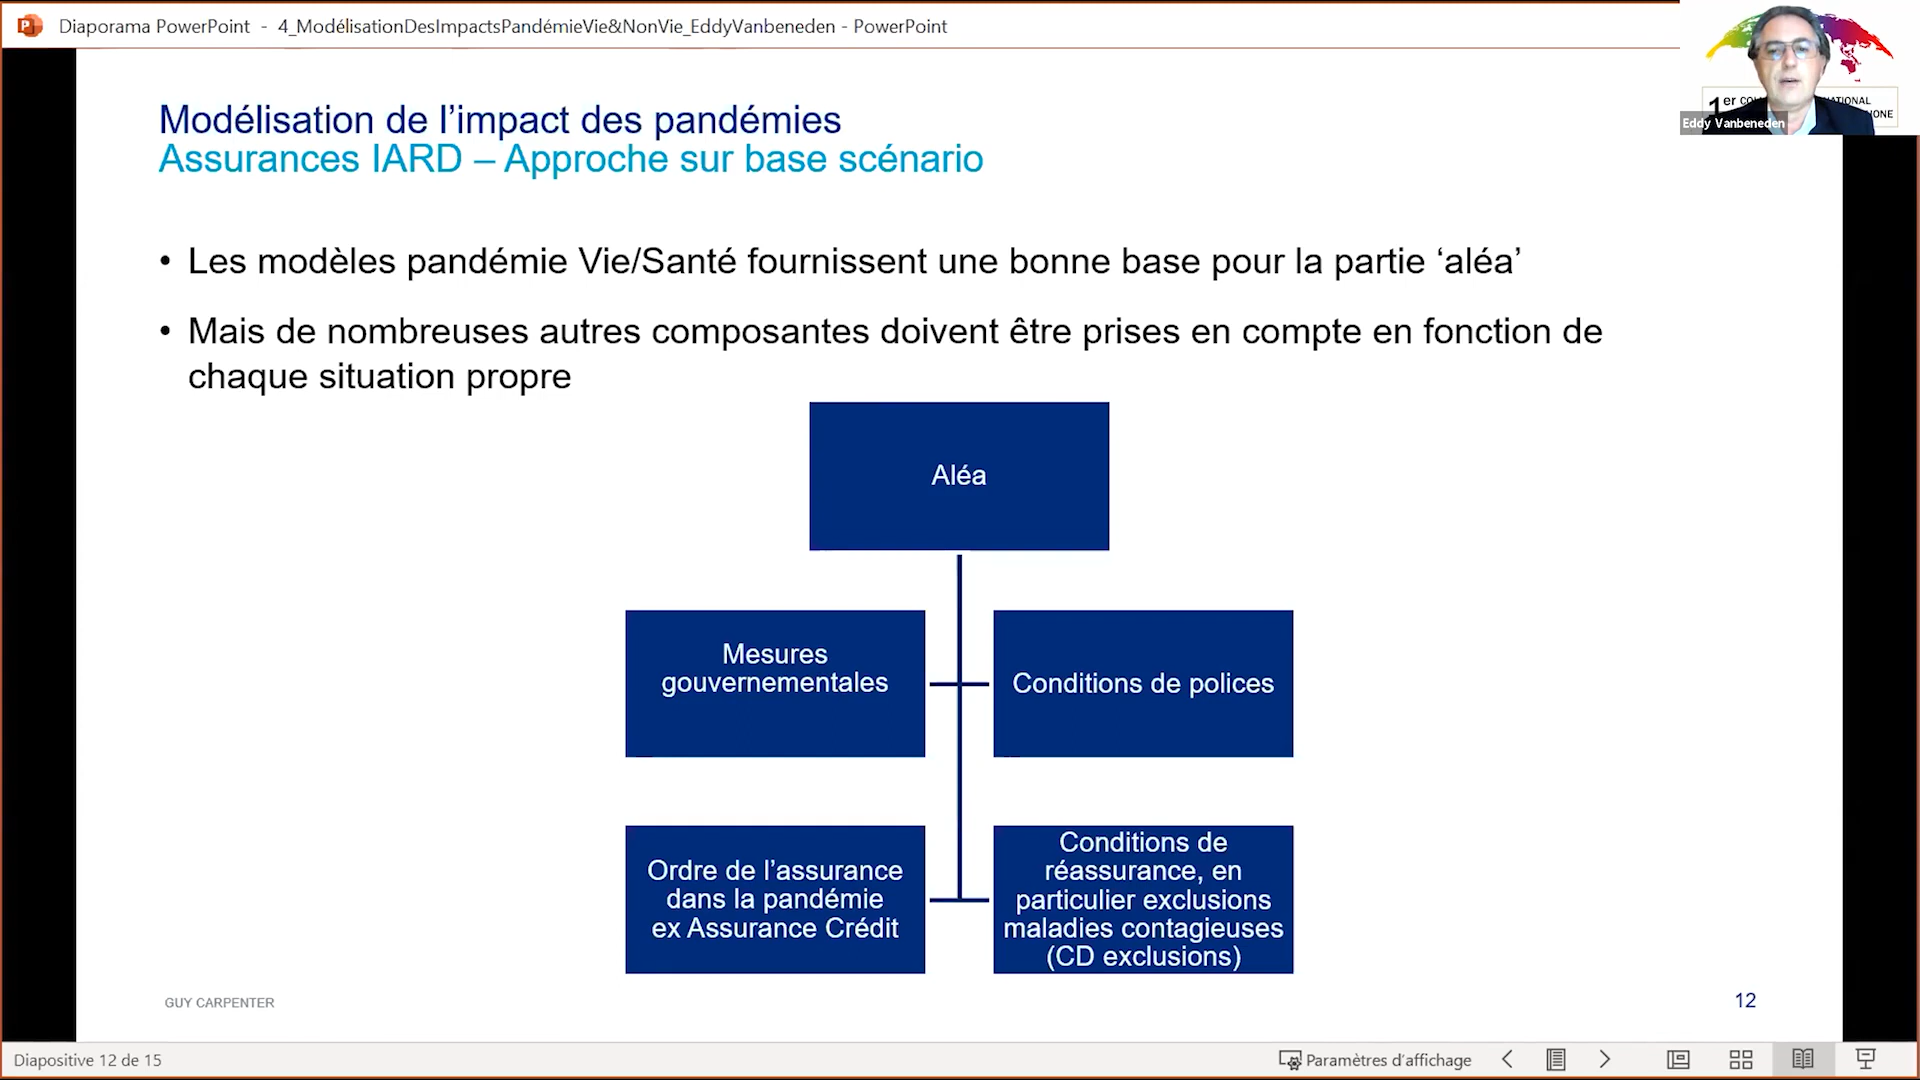 Diaporama PowerPoint - 4_ModélisationDesImpactsPandémieVie&NonVie_EddyVanbeneden - PowerPoint
1er COL
ATIONAL
IONE
Eddy Vanbeneden
Modélisation de l’impact des pandémies
Assurances IARD – Approche sur base scénario
• Les modèles pandémie Vie/Santé fournissent une bonne base pour la partie ‘aléa’
• Mais de nombreuses autres composantes doivent être prises en compte en fonction de
chaque situation propre
Aléa
Mesures
gouvernementales
Conditions de polices
Ordre de l’assurance
dans la pandémie
ex Assurance Crédit
Conditions de
réassurance, en
particulier exclusions
maladies contagieuses
(CD exclusions)
GUY CARPENTER
12
Diapositive 12 de 15
Paramètres d’affichage